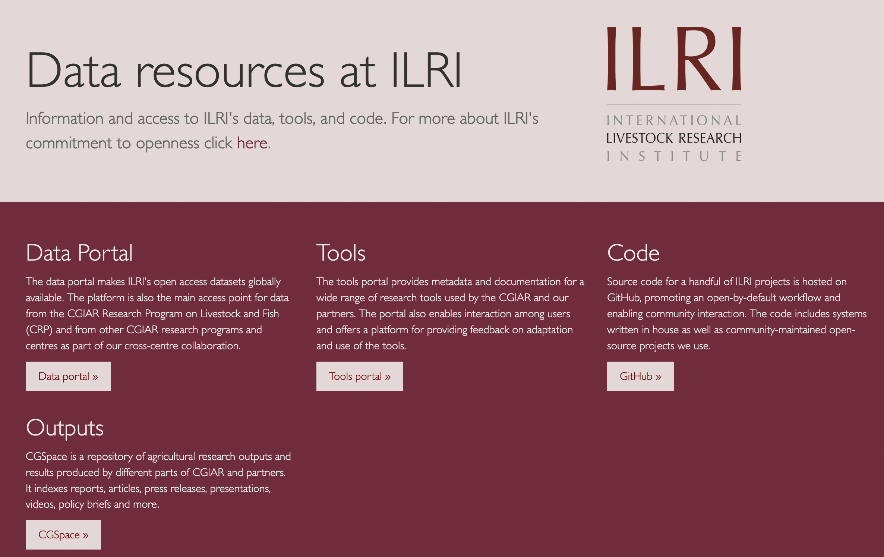 Data resources at ILRI
Information and access to ILRI's data, tools, and code. For more about ILRI's
commitment to openness click here.
ILRI
INTERNATIONAL
LIVESTOCK RESEARCH
INSTITUTE
Data Portal
The data portal makes ILRI's open access datasets globally
available. The platform is also the main access point for data
from the CGIAR Research Program on Livestock and Fish
(CRP) and from other CGIAR research programs and
centres as part of our cross-centre collaboration.
Data portal »
Tools
The tools portal provides metadata and documentation for a
wide range of research tools used by the CGIAR and our
partners. The portal also enables interaction among users
and offers a platform for providing feedback on adaptation
and use of the tools.
Tools portal »
Code
Source code for a handful of ILRI projects is hosted on
GitHub, promoting an open-by-default workflow and
enabling community interaction. The code includes systems
written in house as well as community-maintained open-
source projects we use.
GitHub »
Outputs
CGSpace is a repository of agricultural research outputs and
results produced by different parts of CGIAR and partners.
It indexes reports, articles, press releases, presentations,
videos, policy briefs and more.
CGSpace »